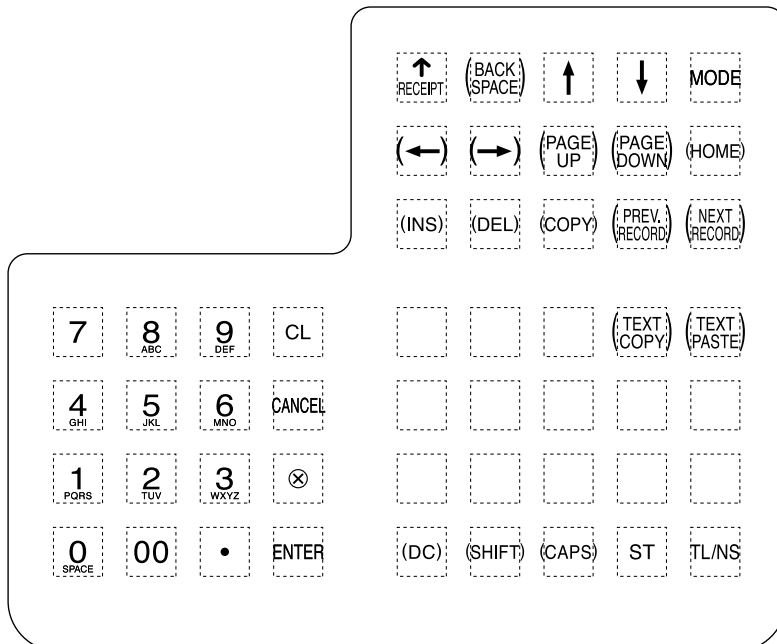 ↑ RECEIPT
(BACK SPACE)
↑
↓
MODE
(←)
(→)
(PAGE UP)
(PAGE DOWN)
(HOME)
(INS)
(DEL)
(COPY)
(PREV. RECORD)
(NEXT RECORD)
7
8 ABC
9 DEF
CL
(TEXT COPY)
(TEXT PASTE)
4 GHI
5 JKL
6 MNO
CANCEL
1 PQRS
2 TUV
3 WXYZ
⊗
0 SPACE
00
•
ENTER
(DC)
(SHIFT)
(CAPS)
ST
TL/NS